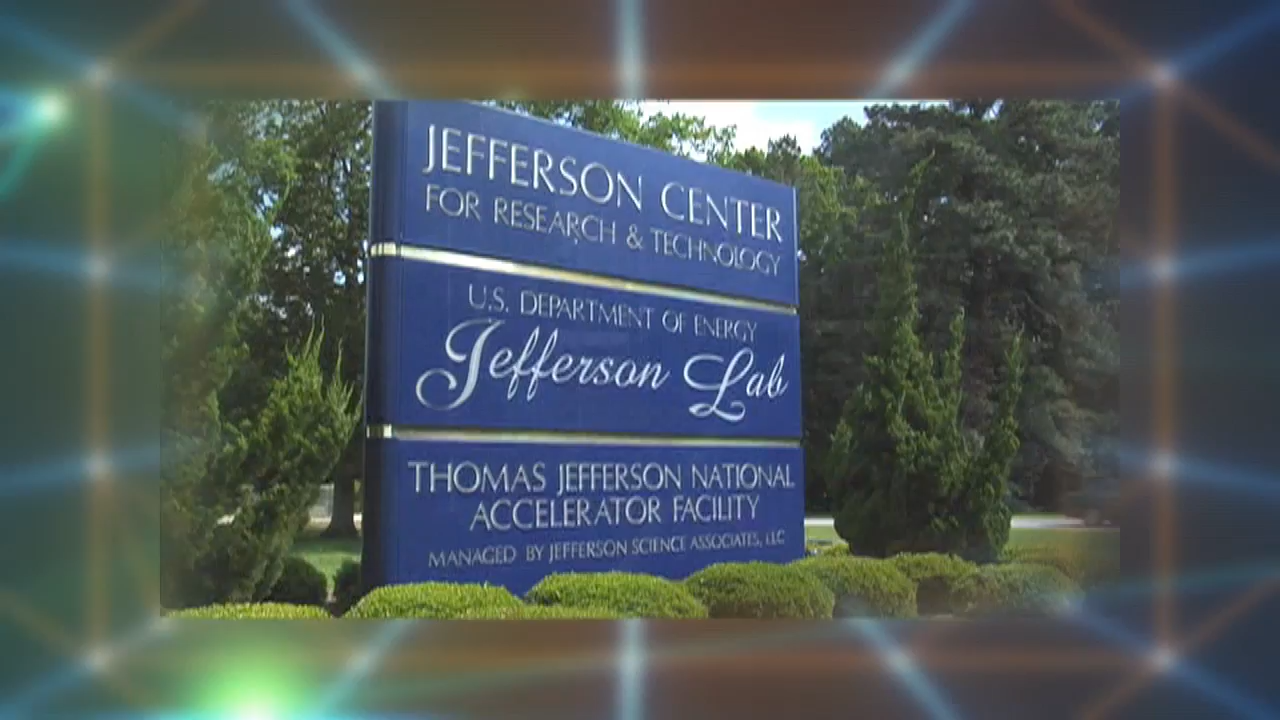 JEFFERSON CENTER
FOR RESEARCH & TECHNOLOGY
U.S. DEPARTMENT OF ENERGY
Jefferson Lab
THOMAS JEFFERSON NATIONAL
ACCELERATOR FACILITY
MANAGED BY JEFFERSON SCIENCE ASSOCIATES, LLC